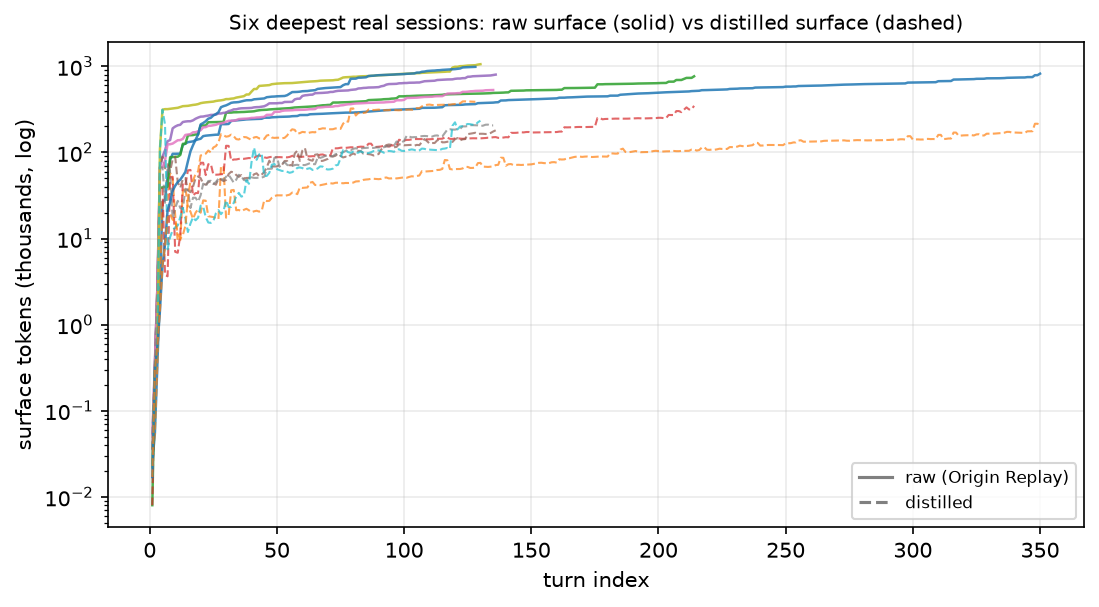 Six deepest real sessions: raw surface (solid) vs distilled surface (dashed)
surface tokens (thousands, log)
10³
10²
10¹
10⁰
10⁻¹
10⁻²
raw (Origin Replay)
distilled
0 50 100 150 200 250 300 350
turn index